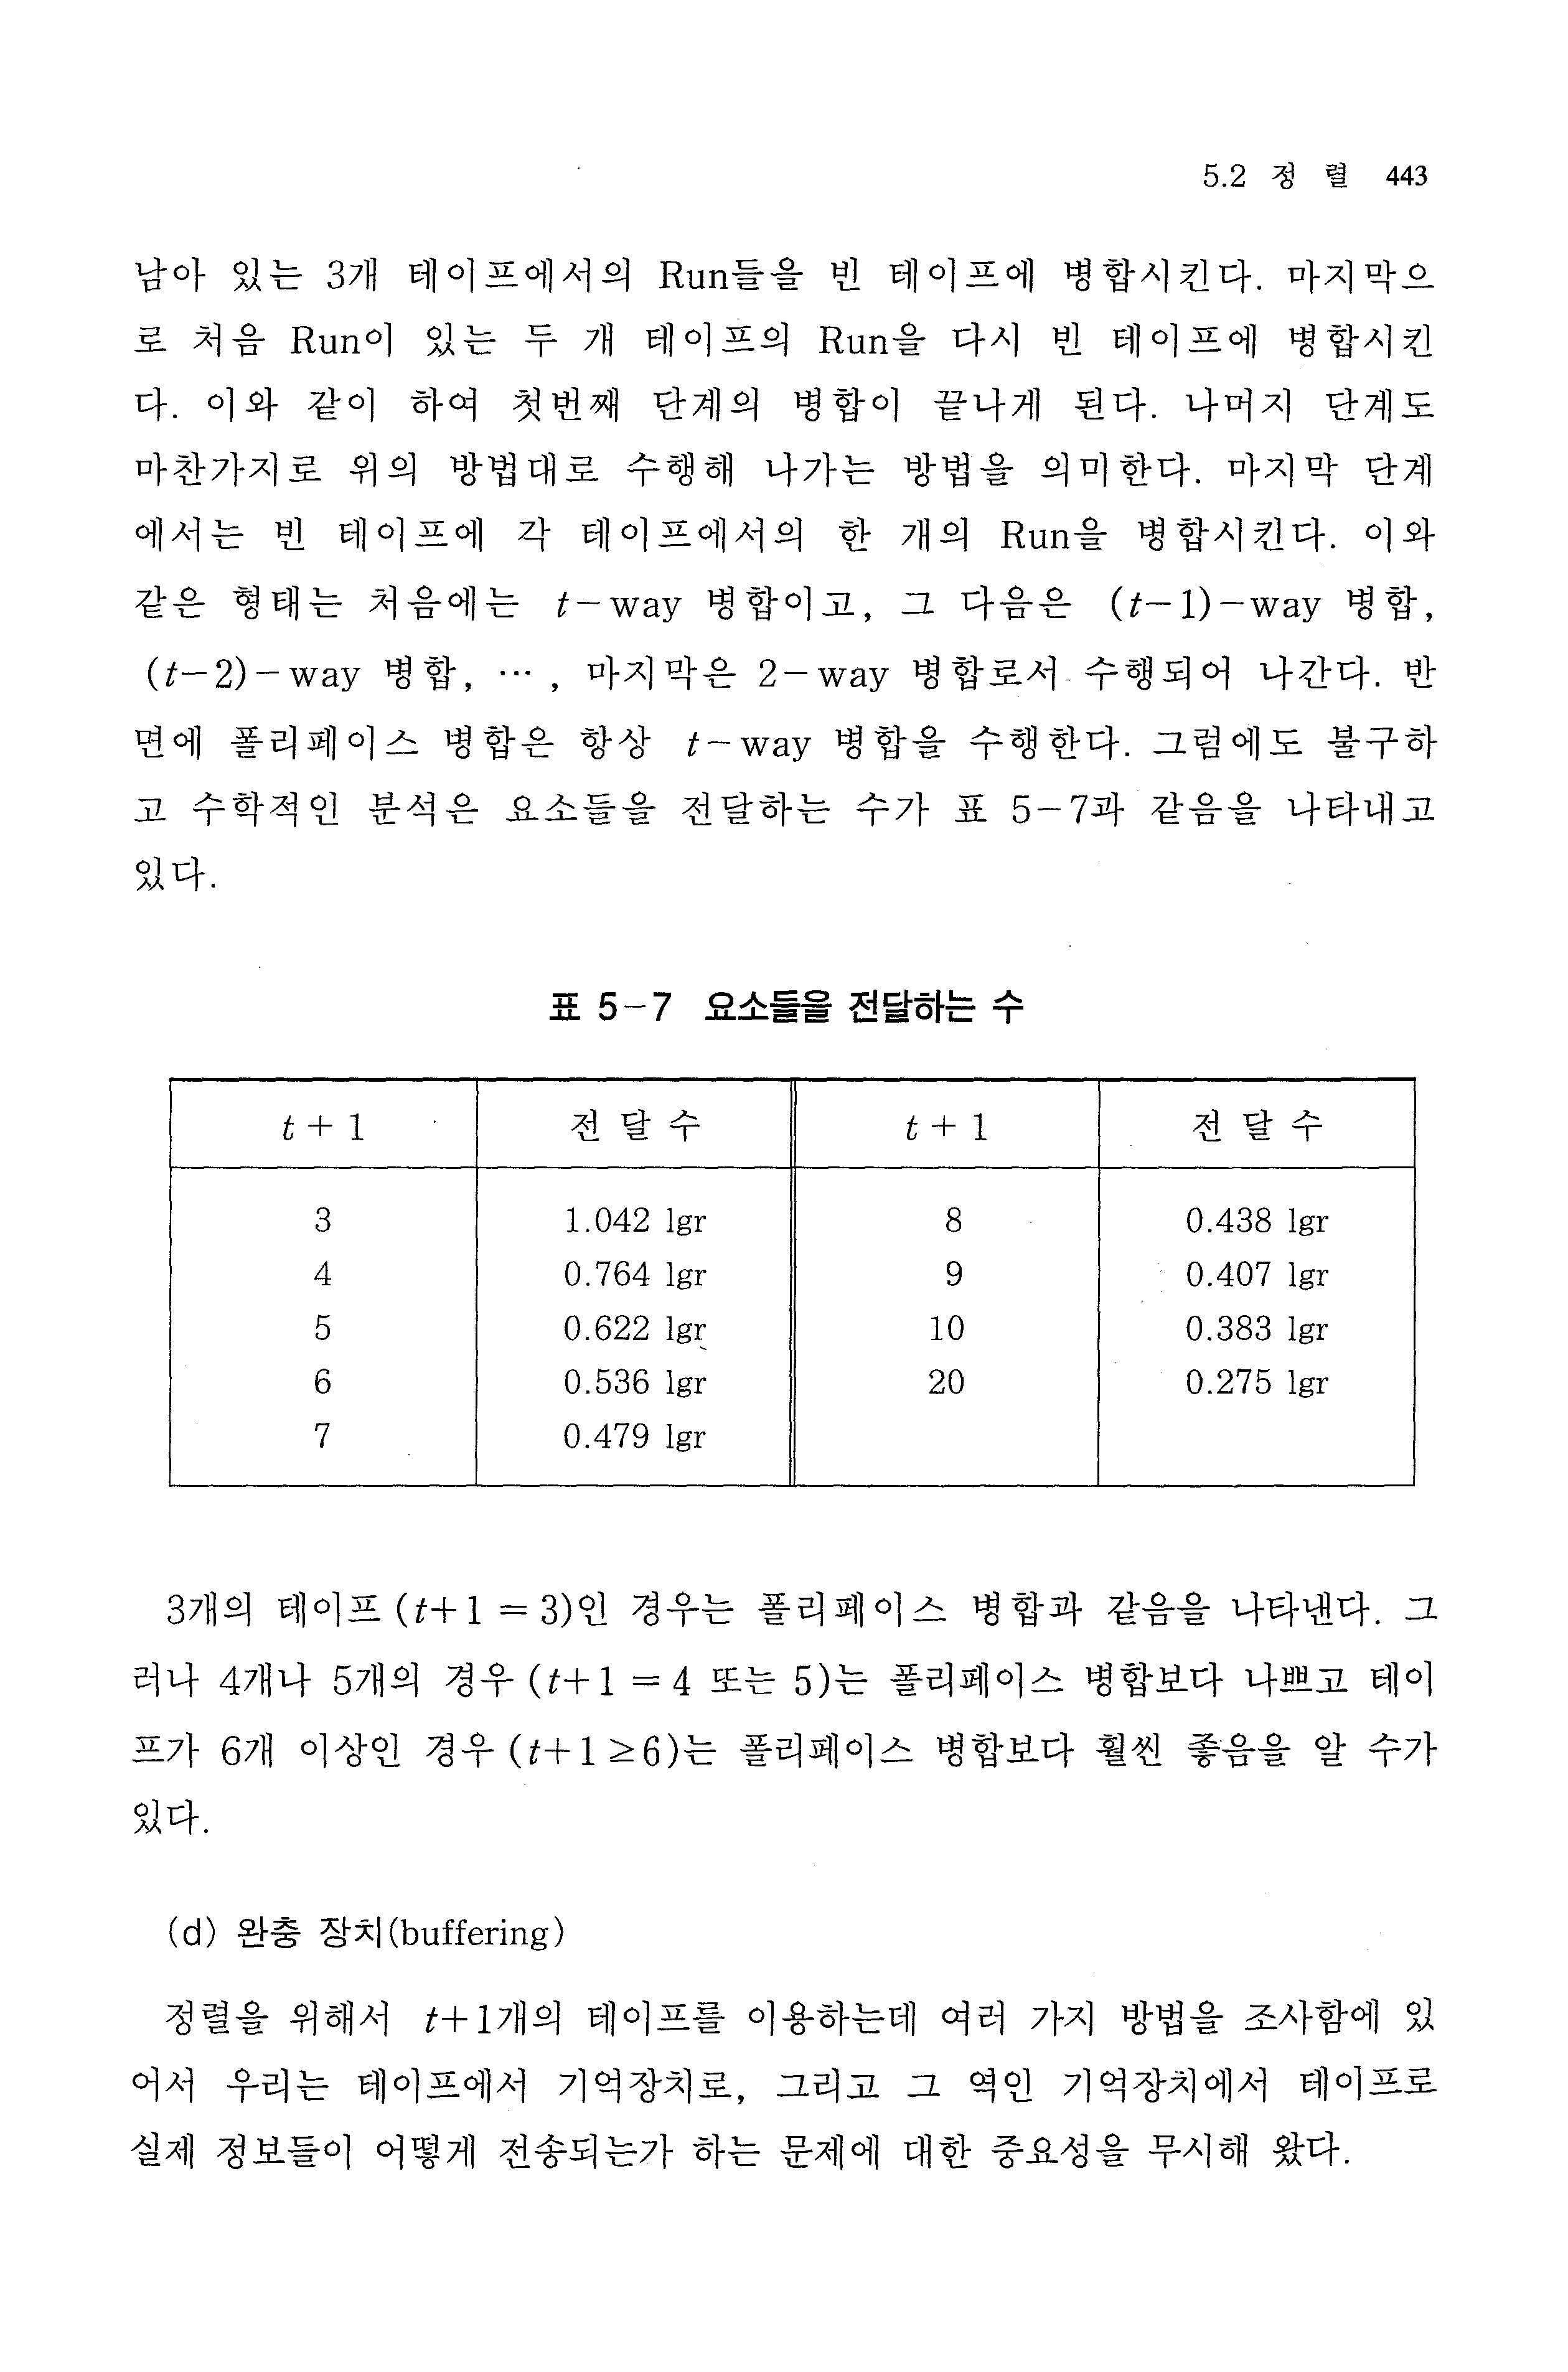 5.2 정 렬 443
남아 있는 3개 테이프에서의 Run들을 빈 테이프에 병합시킨다. 마지막으
로 처음 Run이 있는 두 개 테이프의 Run을 다시 빈 테이프에 병합시킨
다. 이와 같이 하여 첫번째 단계의 병합이 끝나게 된다. 나머지 단계도
마찬가지로 위의 방법대로 수행해 나가는 방법을 의미한다. 마지막 단계
에서는 빈 테이프에 각 테이프에서의 한 개의 Run을 병합시킨다. 이와
같은 형태는 처음에는 t-way 병합이고, 그 다음은 (t-1)-way 병합,
(t-2)-way 병합, …, 마지막은 2-way 병합로서 수행되어 나간다. 반
면에 폴리페이스 병합은 항상 t-way 병합을 수행한다. 그럼에도 불구하
고 수학적인 분석은 요소들을 전달하는 수가 표 5-7과 같음을 나타내고
있다.
표 5-7 요소들을 전달하는 수
t + 1 전 달 수 t + 1 전 달 수
3 1.042 lgr 8 0.438 lgr
4 0.764 lgr 9 0.407 lgr
5 0.622 lgr 10 0.383 lgr
6 0.536 lgr 20 0.275 lgr
7 0.479 lgr
3개의 테이프 (t+1 = 3)인 경우는 폴리페이스 병합과 같음을 나타낸다. 그
러나 4개나 5개의 경우 (t+1 = 4 또는 5)는 폴리페이스 병합보다 나쁘고 테이
프가 6개 이상인 경우 (t+1 ≥ 6)는 폴리페이스 병합보다 훨씬 좋음을 알 수가
있다.
(d) 완충 장치(buffering)
정렬을 위해서 t+1개의 테이프를 이용하는데 여러 가지 방법을 조사함에 있
어서 우리는 테이프에서 기억장치로, 그리고 그 역인 기억장치에서 테이프로
실제 정보들이 어떻게 전송되는가 하는 문제에 대한 중요성을 무시해 왔다.